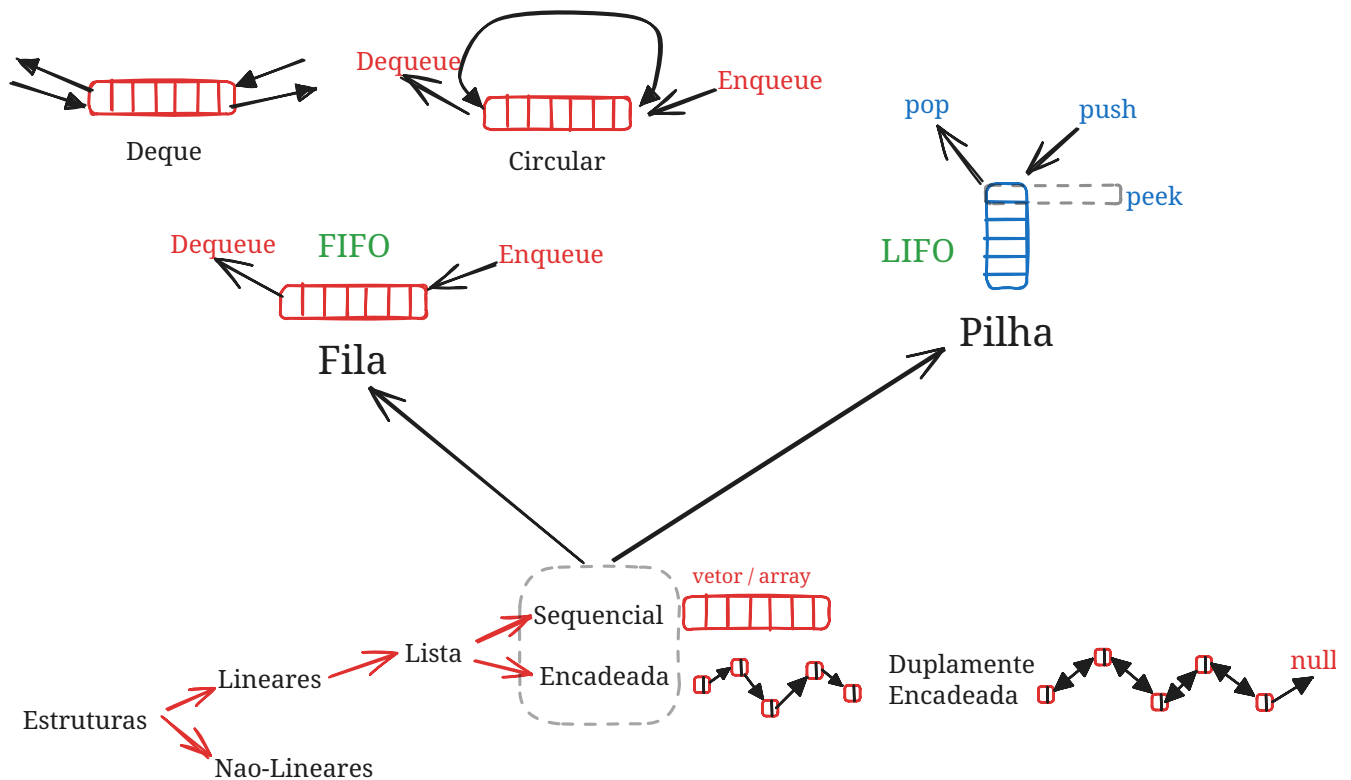 Dequeue
Enqueue
Deque
Circular
pop
push
peek
LIFO
Pilha
Dequeue
FIFO
Enqueue
Fila
vetor / array
Sequencial
Encadeada
Lista
Lineares
Estruturas
Nao-Lineares
Duplamente
Encadeada
null